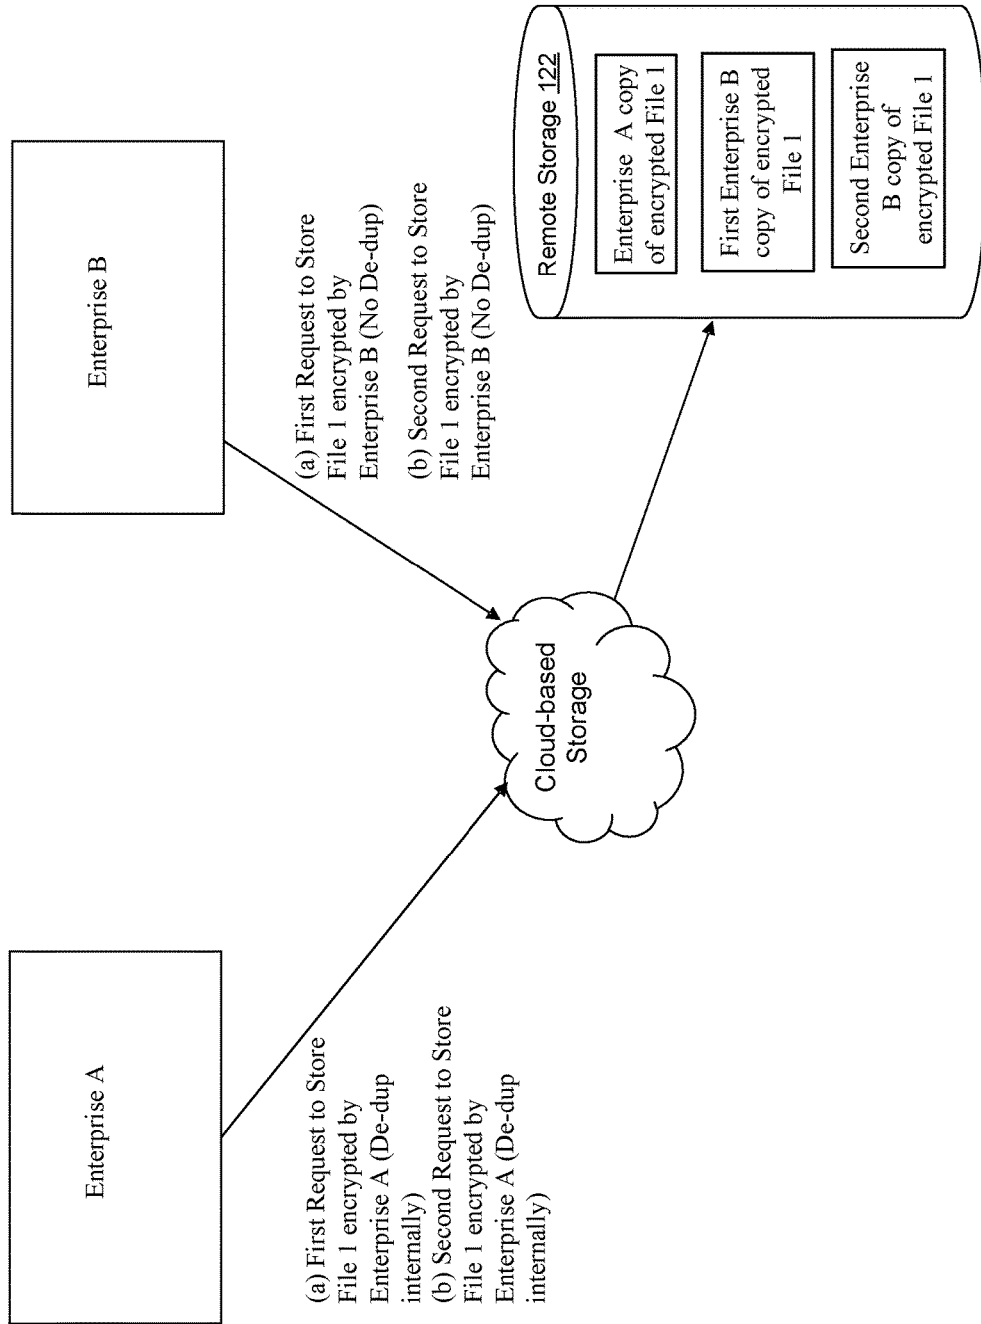 Enterprise A
Enterprise B
(a) First Request to Store
File 1 encrypted by
Enterprise A (De-dup
internally)
(b) Second Request to Store
File 1 encrypted by
Enterprise A (De-dup
internally)
(a) First Request to Store
File 1 encrypted by
Enterprise B (No De-dup)
(b) Second Request to Store
File 1 encrypted by
Enterprise B (No De-dup)
Cloud-based
Storage
Remote Storage 122
Enterprise A copy
of encrypted File 1
First Enterprise B
copy of encrypted
File 1
Second Enterprise
B copy of
encrypted File 1